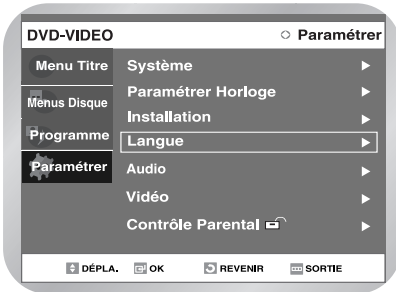 DVD-VIDEO
Paramétrer
Menu Titre
Menus Disque
Programme
Paramétrer
Système
Paramétrer Horloge
Installation
Langue
Audio
Vidéo
Contrôle Parental
DÉPLA. OK REVENIR SORTIE